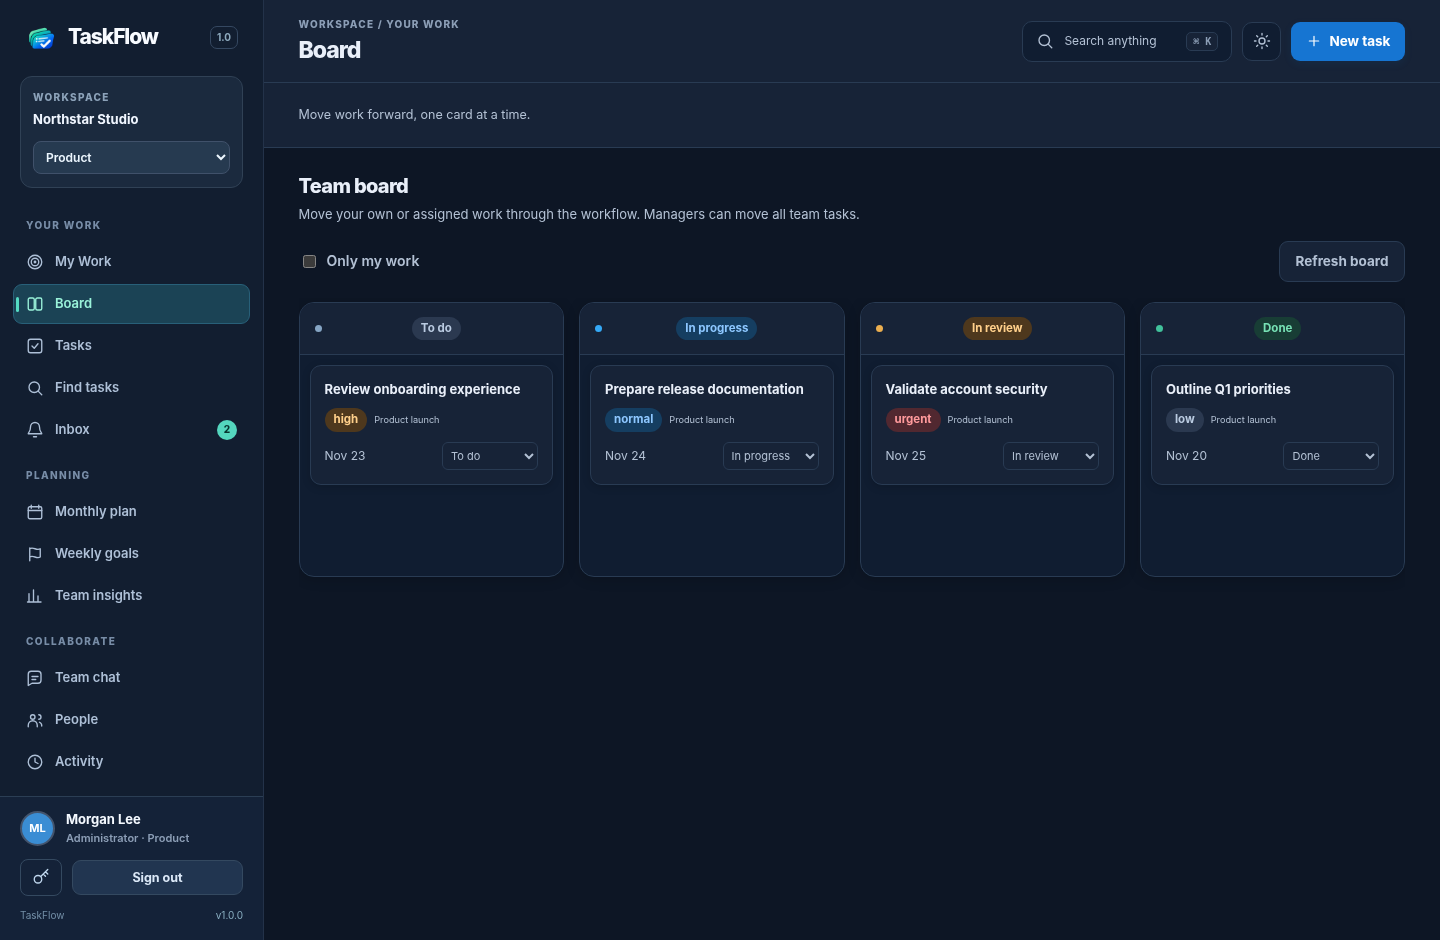 TaskFlow
1.0
WORKSPACE
Northstar Studio
Product
YOUR WORK
My Work
Board
Tasks
Find tasks
Inbox
2
PLANNING
Monthly plan
Weekly goals
Team insights
COLLABORATE
Team chat
People
Activity
ML
Morgan Lee
Administrator · Product
Sign out
TaskFlow
v1.0.0
WORKSPACE / YOUR WORK
Board
Search anything
⌘ K
New task
Move work forward, one card at a time.
Team board
Move your own or assigned work through the workflow. Managers can move all team tasks.
Only my work
Refresh board
To do
Review onboarding experience
high Product launch
Nov 23
To do
In progress
Prepare release documentation
normal Product launch
Nov 24
In progress
In review
Validate account security
urgent Product launch
Nov 25
In review
Done
Outline Q1 priorities
low Product launch
Nov 20
Done